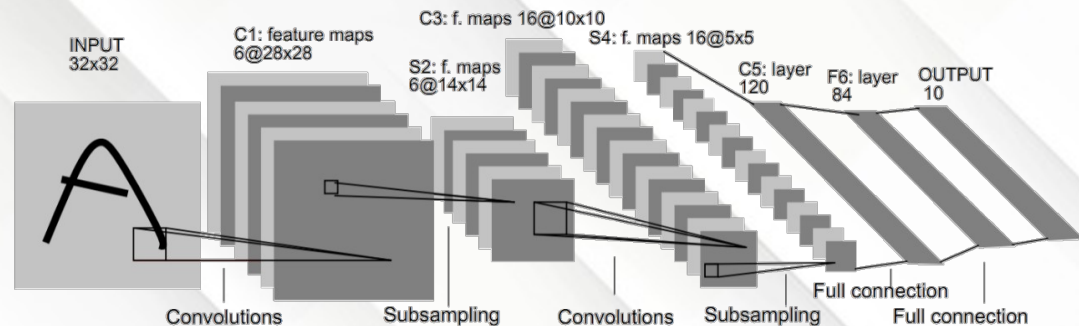 INPUT
32x32
C1: feature maps
6@28x28
S2: f. maps
6@14x14
C3: f. maps 16@10x10
S4: f. maps 16@5x5
C5: layer
120
F6: layer
84
OUTPUT
10
Convolutions
Subsampling
Convolutions
Subsampling
Full connection
Full connection